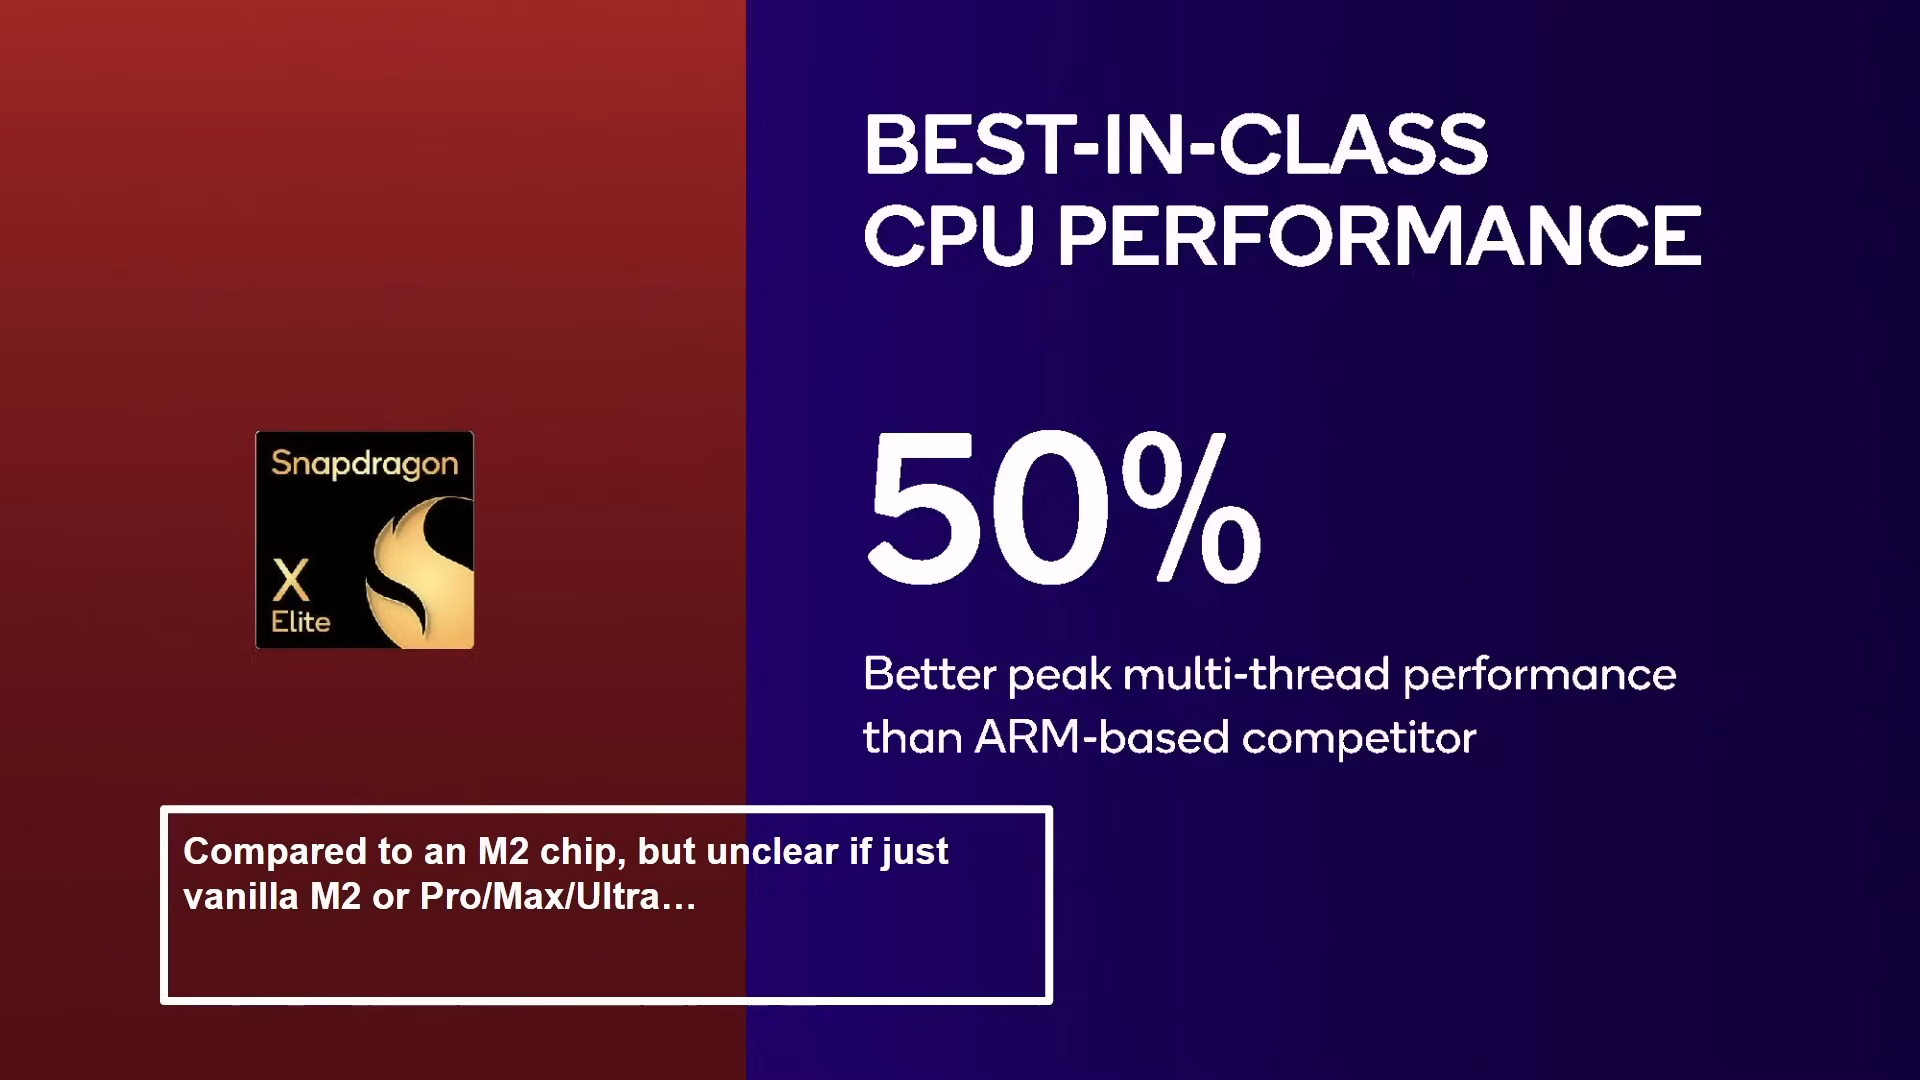 BEST-IN-CLASS
CPU PERFORMANCE
Snapdragon
X
Elite
50%
Better peak multi-thread performance
than ARM-based competitor
Compared to an M2 chip, but unclear if just
vanilla M2 or Pro/Max/Ultra…